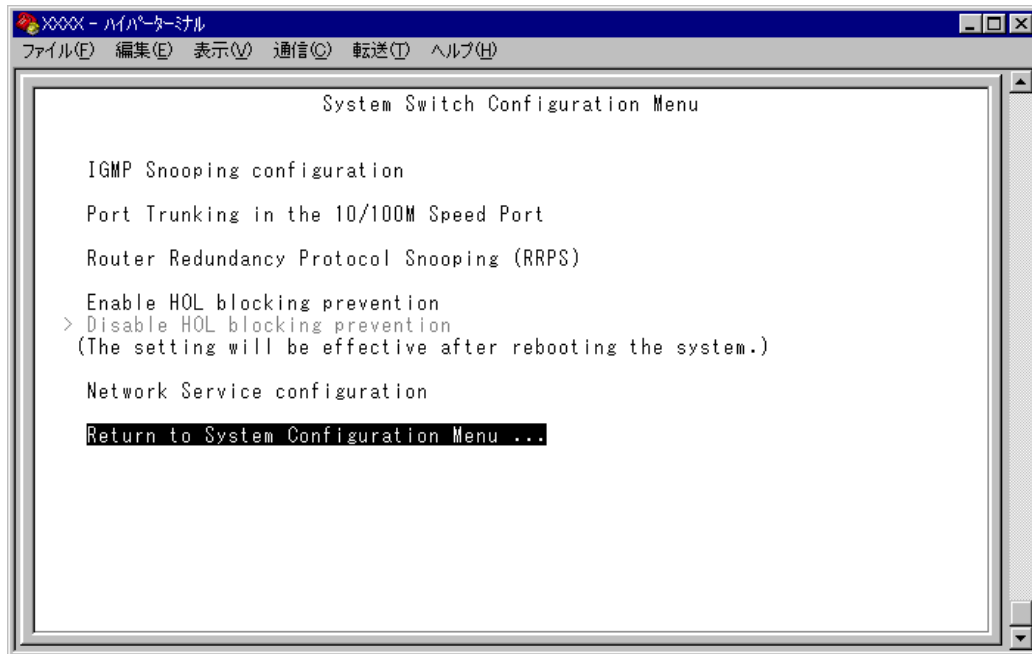 XXXX - ﾊｲﾊﾟｰﾀｰﾐﾅﾙ
ファイル(F) 編集(E) 表示(V) 通信(C) 転送(T) ヘルプ(H)
System Switch Configuration Menu
IGMP Snooping configuration
Port Trunking in the 10/100M Speed Port
Router Redundancy Protocol Snooping (RRPS)
Enable HOL blocking prevention
> Disable HOL blocking prevention
(The setting will be effective after rebooting the system.)
Network Service configuration
Return to System Configuration Menu ...